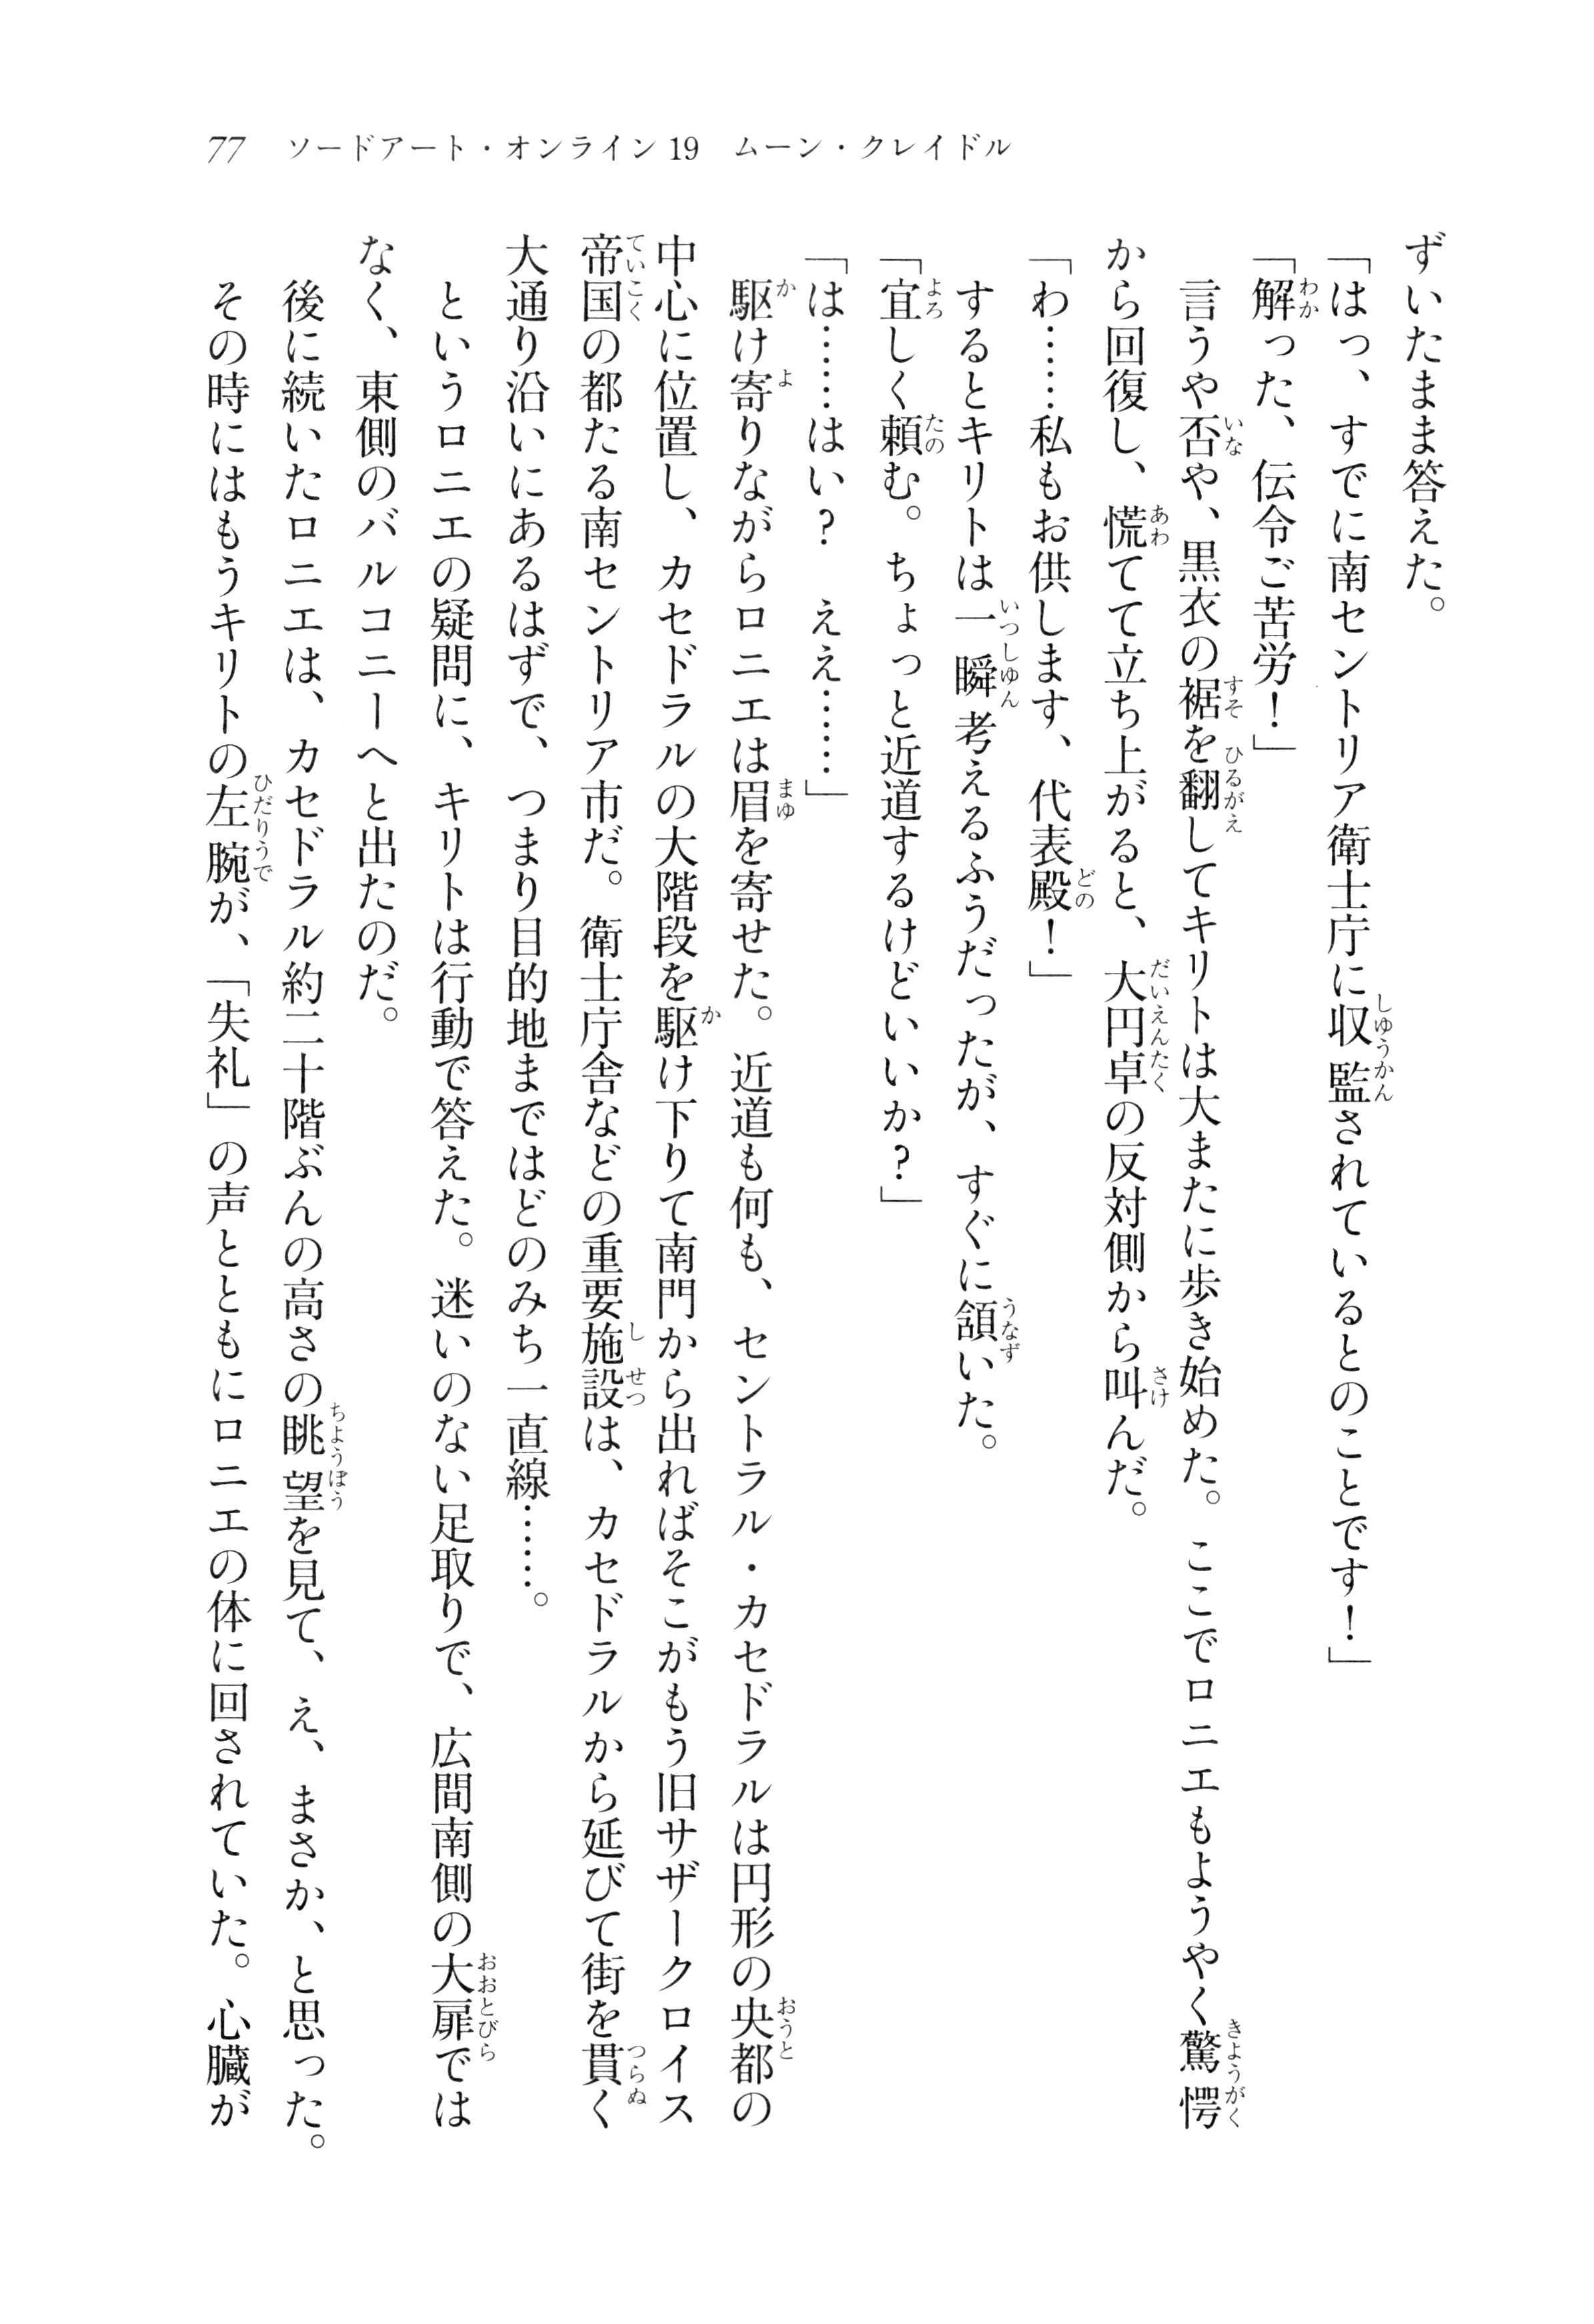 77 ソードアート・オンライン19 ムーン・クレイドル
ずいたまま答えた。
「はっ、すでに南セントリア衛士庁に収監されているとのことです！」
「解った、伝令ご苦労！」
言うや否や、黒衣の裾を翻してキリトは大またに歩き始めた。ここでロニエもようやく驚愕
から回復し、慌てて立ち上がると、大円卓の反対側から叫んだ。
「わ……私もお供します、代表殿！」
するとキリトは一瞬考えるふうだったが、すぐに頷いた。
「宜しく頼む。ちょっと近道するけどいいか？」
「は……はい？　ええ……」
駆け寄りながらロニエは眉を寄せた。近道も何も、セントラル・カセドラルは円形の央都の
中心に位置し、カセドラルの大階段を駆け下りて南門から出ればそこがもう旧サザークロイス
帝国の都たる南セントリア市だ。衛士庁舎などの重要施設は、カセドラルから延びて街を貫く
大通り沿いにあるはずで、つまり目的地まではどのみち一直線……。
というロニエの疑問に、キリトは行動で答えた。迷いのない足取りで、広間南側の大扉では
なく、東側のバルコニーへと出たのだ。
後に続いたロニエは、カセドラル約二十階ぶんの高さの眺望を見て、え、まさか、と思った。
その時にはもうキリトの左腕が、「失礼」の声とともにロニエの体に回されていた。心臓が